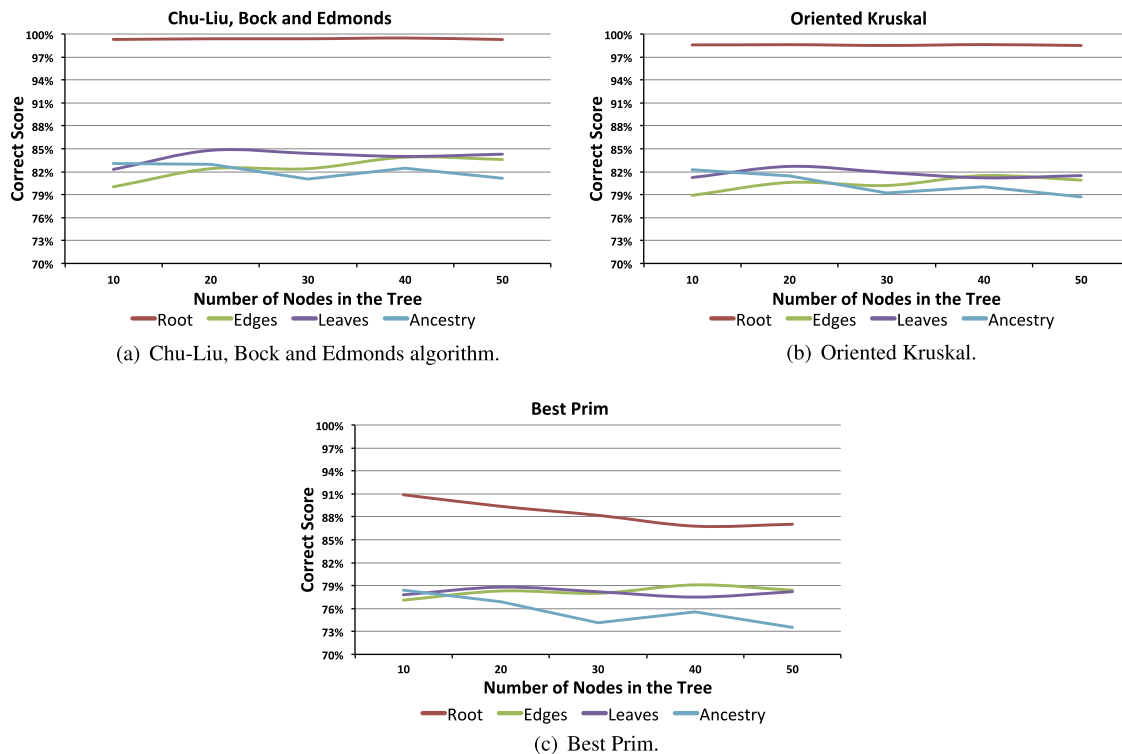 Chu-Liu, Bock and Edmonds
Correct Score
100%
97%
94%
91%
88%
85%
82%
79%
76%
73%
70%
10 20 30 40 50
Number of Nodes in the Tree
Root Edges Leaves Ancestry
(a) Chu-Liu, Bock and Edmonds algorithm.
Oriented Kruskal
Correct Score
100%
97%
94%
91%
88%
85%
82%
79%
76%
73%
70%
10 20 30 40 50
Number of Nodes in the Tree
Root Edges Leaves Ancestry
(b) Oriented Kruskal.
Best Prim
Correct Score
100%
97%
94%
91%
88%
85%
82%
79%
76%
73%
70%
10 20 30 40 50
Number of Nodes in the Tree
Root Edges Leaves Ancestry
(c) Best Prim.